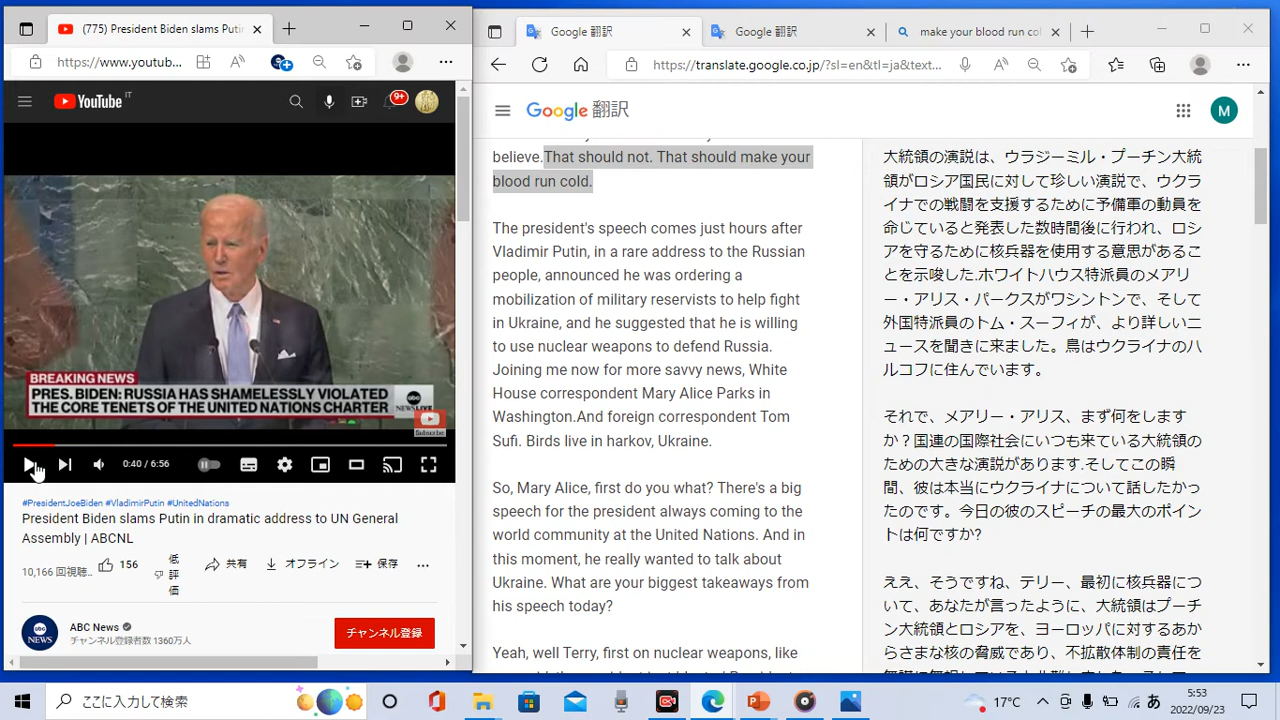 (775) President Biden slams Putin
https://www.youtub...
YouTube IT
9+
BREAKING NEWS
PRES. BIDEN: RUSSIA HAS SHAMELESSLY VIOLATED
THE CORE TENETS OF THE UNITED NATIONS CHARTER
abc
NEWS LIVE
Subscribe
0:40 / 6:56
#PresidentJoeBiden #VladimirPutin #UnitedNations
President Biden slams Putin in dramatic address to UN General
Assembly | ABCNL
10,166 回視聴...
156
低
評
価
共有
オフライン
保存
abc
NEWS
ABC News
チャンネル登録者数 1360万人
チャンネル登録
Google 翻訳
Google 翻訳
make your blood run col
https://translate.google.co.jp/?sl=en&tl=ja&text...
Google 翻訳
M
believe.That should not. That should make your
blood run cold.
The president's speech comes just hours after
Vladimir Putin, in a rare address to the Russian
people, announced he was ordering a
mobilization of military reservists to help fight
in Ukraine, and he suggested that he is willing
to use nuclear weapons to defend Russia.
Joining me now for more savvy news, White
House correspondent Mary Alice Parks in
Washington.And foreign correspondent Tom
Sufi. Birds live in harkov, Ukraine.
So, Mary Alice, first do you what? There's a big
speech for the president always coming to the
world community at the United Nations. And in
this moment, he really wanted to talk about
Ukraine. What are your biggest takeaways from
his speech today?
Yeah, well Terry, first on nuclear weapons, like
大統領の演説は、ウラジーミル・プーチン大統
領がロシア国民に対して珍しい演説で、ウクラ
イナでの戦闘を支援するために予備軍の動員を
命じていると発表した数時間後に行われ、ロシ
アを守るために核兵器を使用する意思があるこ
とを示唆した.ホワイトハウス特派員のメアリ
ー・アリス・パークスがワシントンで、そして
外国特派員のトム・スーフィが、より詳しいニ
ュースを聞きに来ました。鳥はウクライナのハ
ルコフに住んでいます。
それで、メアリー・アリス、まず何をします
か？国連の国際社会にいつも来ている大統領の
ための大きな演説があります.そしてこの瞬
間、彼は本当にウクライナについて話したかっ
たのです。今日の彼のスピーチの最大のポイン
トは何ですか?
ええ、そうですね、テリー、最初に核兵器につ
いて、あなたが言ったように、大統領はプーチ
ン大統領とロシアを、ヨーロッパに対するあか
らさまな核の脅威であり、不拡散体制の責任を
ここに入力して検索
17℃
あ
5:53
2022/09/23